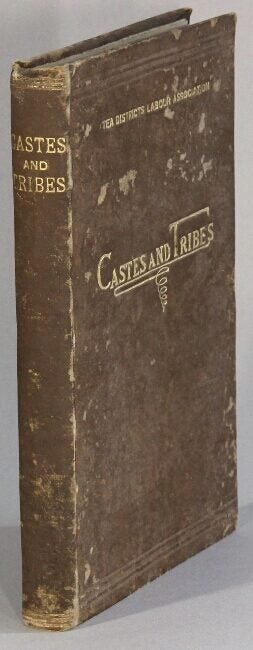 CASTES
AND
TRIBES
TEA DISTRICTS LABOUR ASSOCIATION
CASTES AND TRIBES